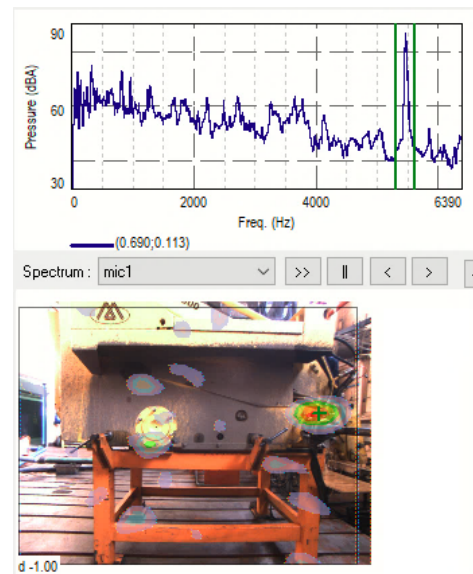 90
Pressure (dBA)
60
30
0
2000
4000
6390
Freq. (Hz)
(0.690;0.113)
Spectrum :
mic1
>>
||
<
>
d -1.00